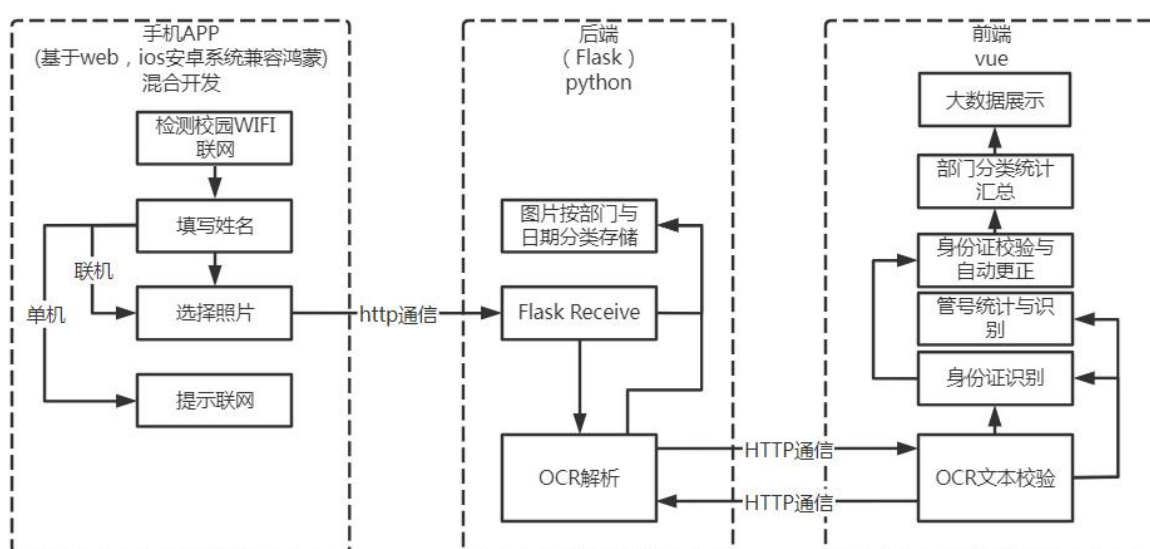 手机APP
(基于web，ios安卓系统兼容鸿蒙)
混合开发
检测校园WIFI
联网
填写姓名
联机
单机
选择照片
提示联网
http通信
后端
（Flask）
python
图片按部门与
日期分类存储
Flask Receive
OCR解析
HTTP通信
HTTP通信
前端
vue
大数据展示
部门分类统计
汇总
身份证校验与
自动更正
管号统计与识
别
身份证识别
OCR文本校验